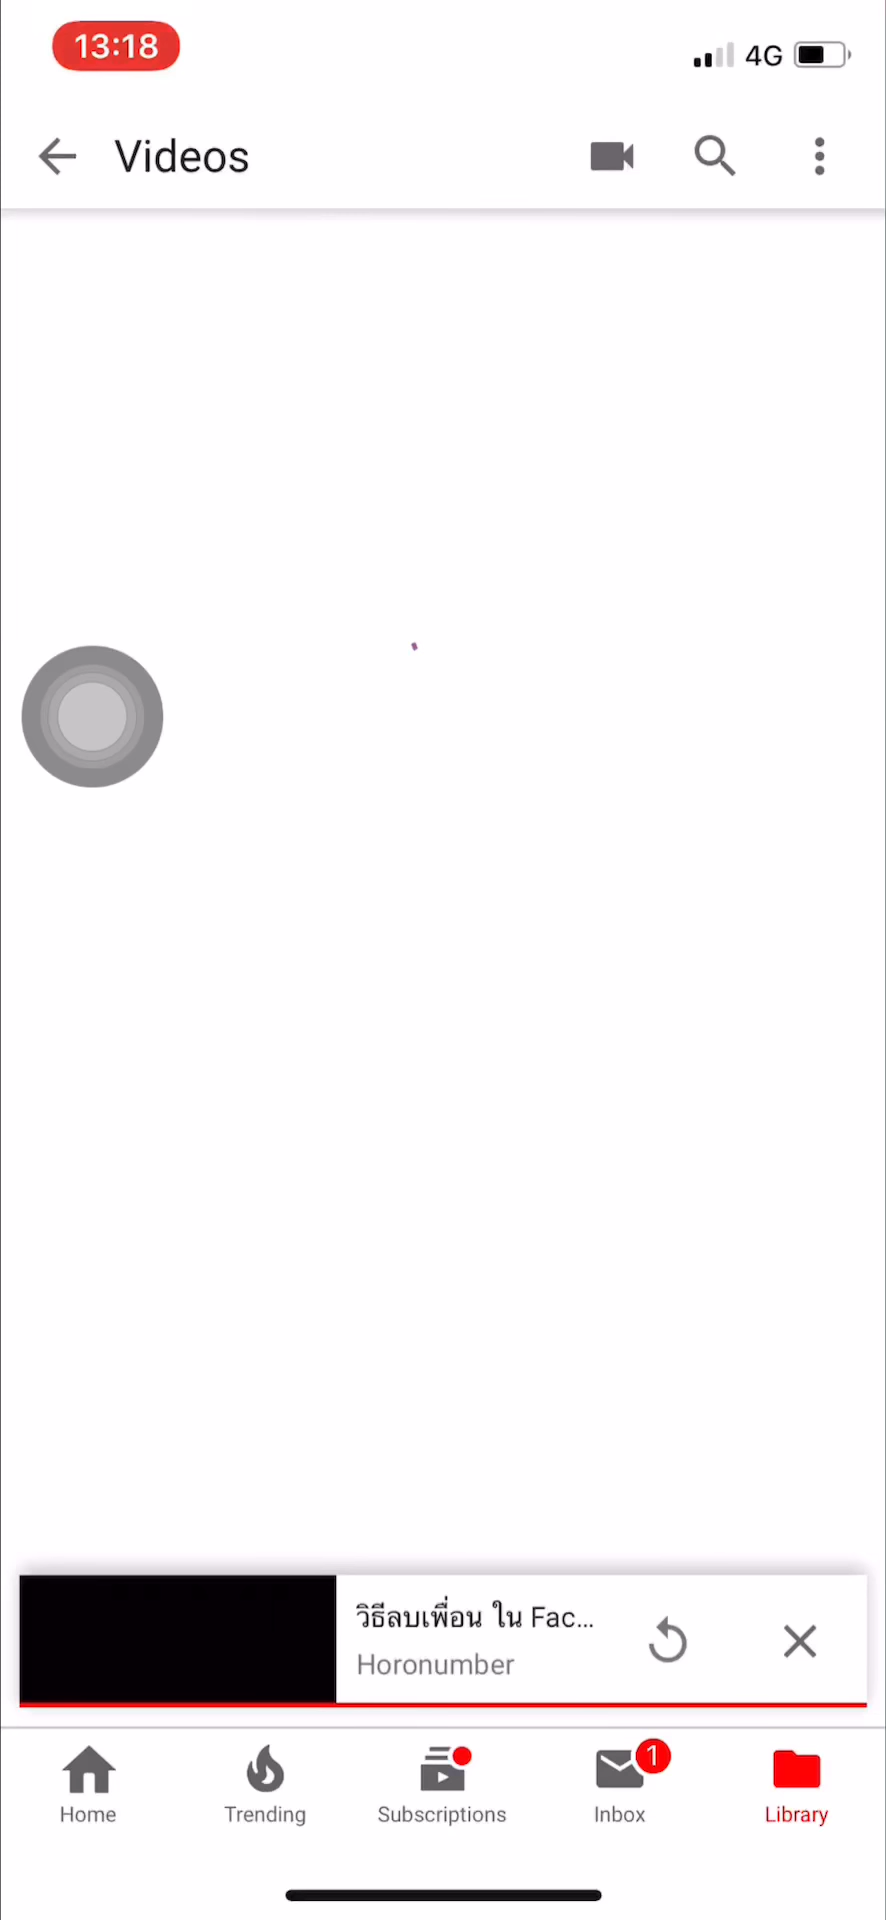 13:18
4G
Videos
วิธีลบเพื่อน ใน Fac...
Horonumber
1
Home
Trending
Subscriptions
Inbox
Library